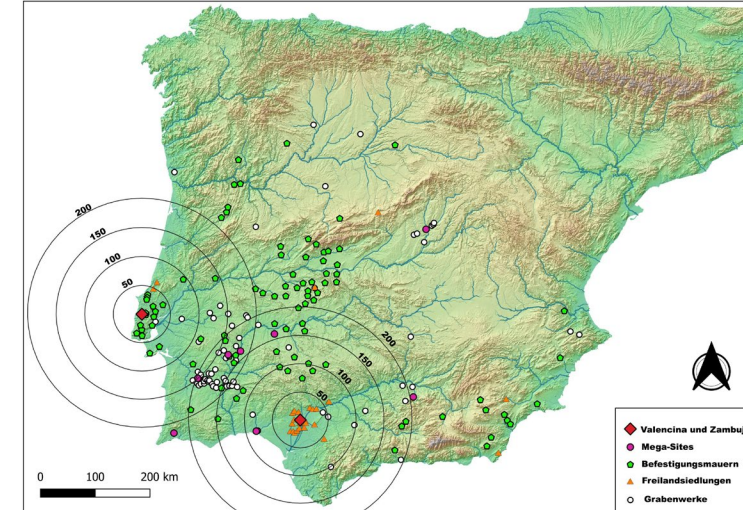 200
150
100
50
200
150
100
50
0 100 200 km
Valencina und Zambuj
Mega-Sites
Befestigungsmauern
Freilandsiedlungen
Grabenwerke